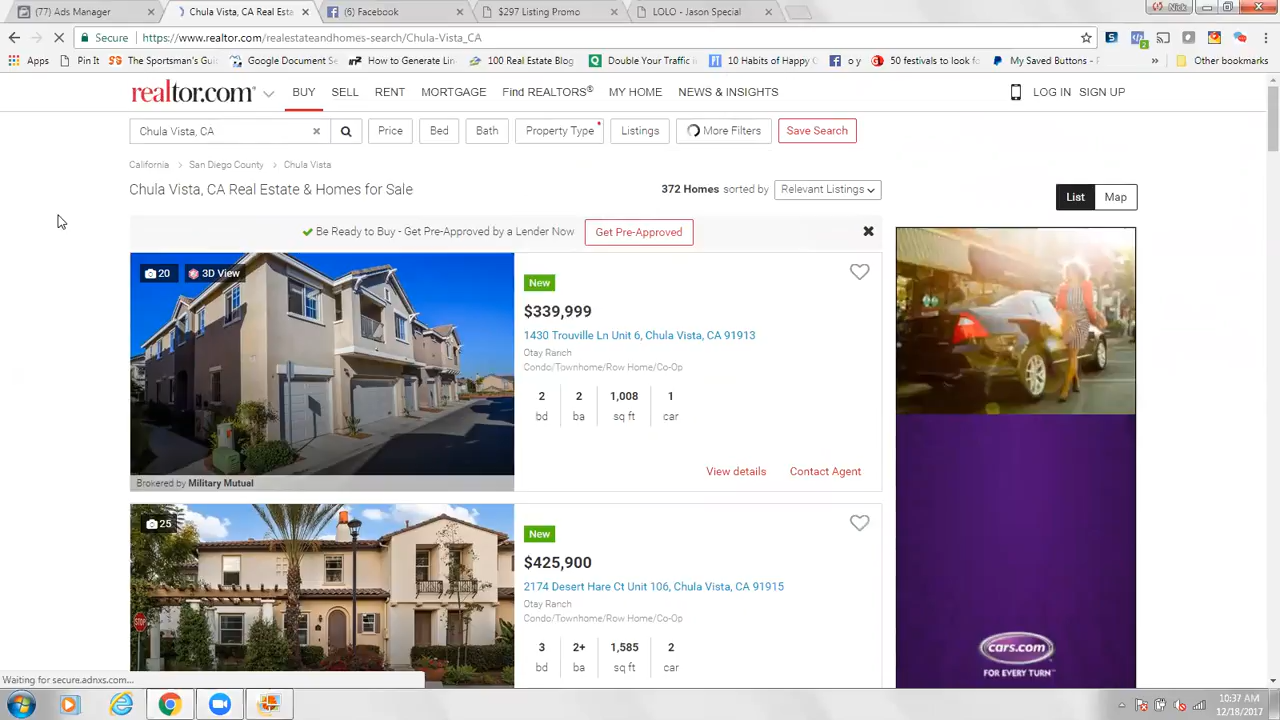 (77) Ads Manager
Chula Vista, CA Real Esta
(6) Facebook
$297 Listing Promo
LOLO - Jason Special
Nick
Secure
https://www.realtor.com/realestateandhomes-search/Chula-Vista_CA
Apps
Pin It
The Sportsman's Gui
Google Document
How to Generate Lin
100 Real Estate Blog
Double Your Traffic
10 Habits of Happy
o y
50 festivals to look f
My Saved Buttons - F
Other bookmarks
realtor.com
BUY
SELL
RENT
MORTGAGE
Find REALTORS®
MY HOME
NEWS & INSIGHTS
LOG IN
SIGN UP
Chula Vista, CA
Price
Bed
Bath
Property Type
Listings
More Filters
Save Search
California > San Diego County > Chula Vista
Chula Vista, CA Real Estate & Homes for Sale
372 Homes sorted by
Relevant Listings
List
Map
Be Ready to Buy - Get Pre-Approved by a Lender Now
Get Pre-Approved
20
3D View
New
$339,999
1430 Trouville Ln Unit 6, Chula Vista, CA 91913
Otay Ranch
Condo/Townhome/Row Home/Co-Op
2 2 1,008 1
bd ba sq ft car
View details
Contact Agent
Brokered by Military Mutual
25
New
$425,900
2174 Desert Hare Ct Unit 106, Chula Vista, CA 91915
Otay Ranch
Condo/Townhome/Row Home/Co-Op
3 2+ 1,585 2
bd ba sq ft car
cars.com
FOR EVERY TURN™
Waiting for secure.adnxs.com...
10:37 AM
12/18/2017